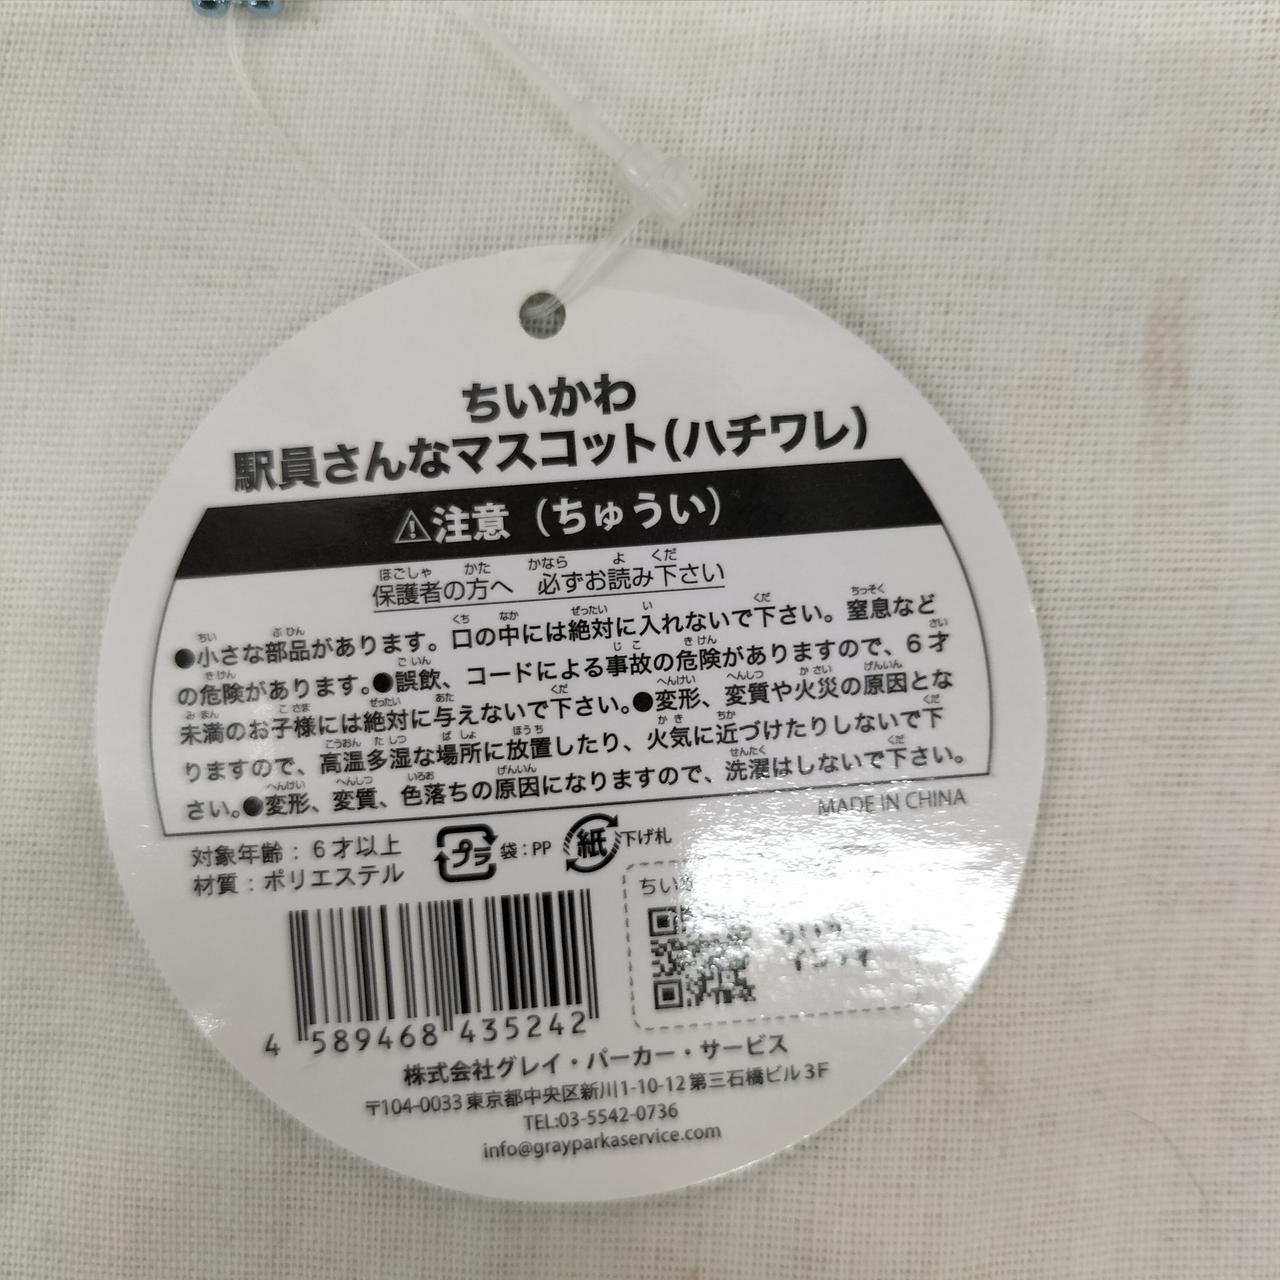 ちいかわ
駅員さんなマスコット(ハチワレ)
⚠注意(ちゅうい)
保護者の方へ 必ずお読み下さい
●小さな部品があります。口の中には絶対に入れないで下さい。窒息など
の危険があります。●誤飲、コードによる事故の危険がありますので、6才
未満のお子様には絶対に与えないで下さい。●変形、変質や火災の原因とな
りますので、高温多湿な場所に放置したり、火気に近づけたりしないで下
さい。●変形、変質、色落ちの原因になりますので、洗濯はしないで下さい。
MADE IN CHINA
対象年齢:6才以上
材質:ポリエステル
プラ 袋:PP 紙 下げ札
ちい
4 589468 435242
株式会社グレイ・パーカー・サービス
〒104-0033 東京都中央区新川1-10-12 第三石橋ビル3F
TEL:03-5542-0736
info@grayparkaservice.com